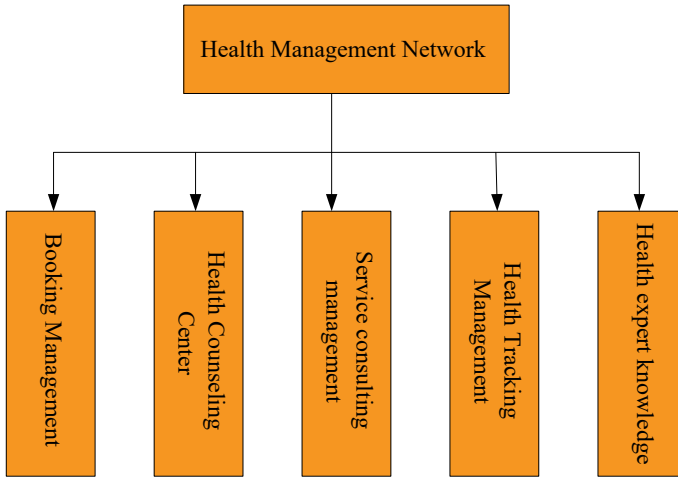 Health Management Network
Booking Management
Health Counseling
Center
Service consulting
management
Health Tracking
Management
Health expert knowledge